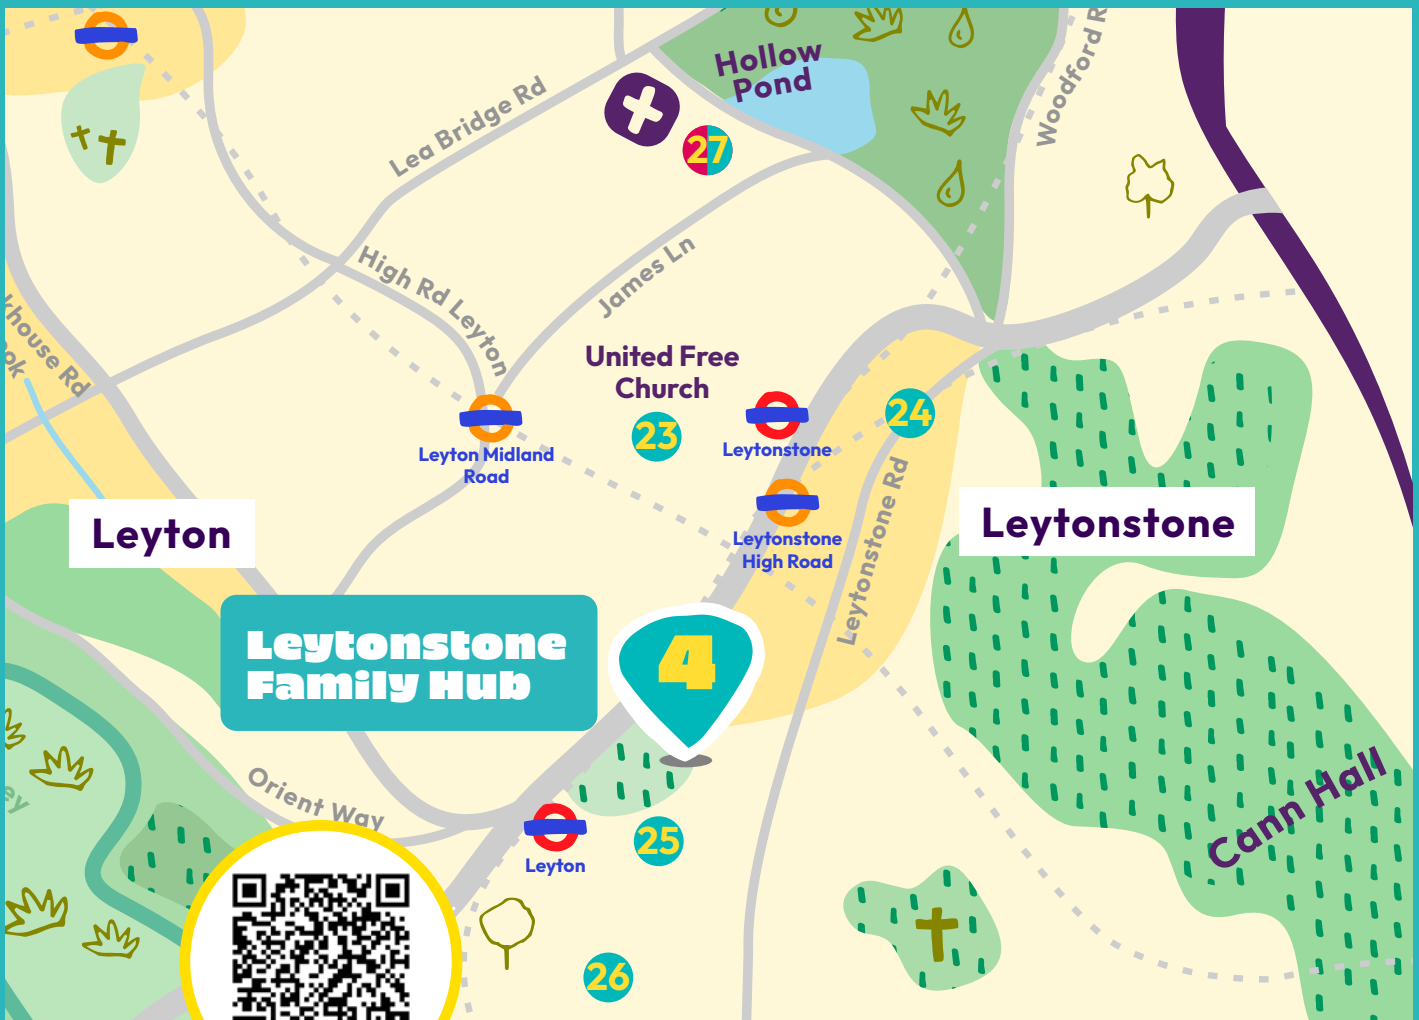 Hollow
Pond
Woodford R
Lea Bridge Rd
27
High Rd Leyton
James Ln
khouse Rd
ok
United Free
Church
23
24
Leytonstone
Leyton Midland
Road
Leytonstone
High Road
Leytonstone Rd
Leyton
Leytonstone
Leytonstone
Family Hub
4
ey
Orient Way
Cann Hall
Leyton
25
26